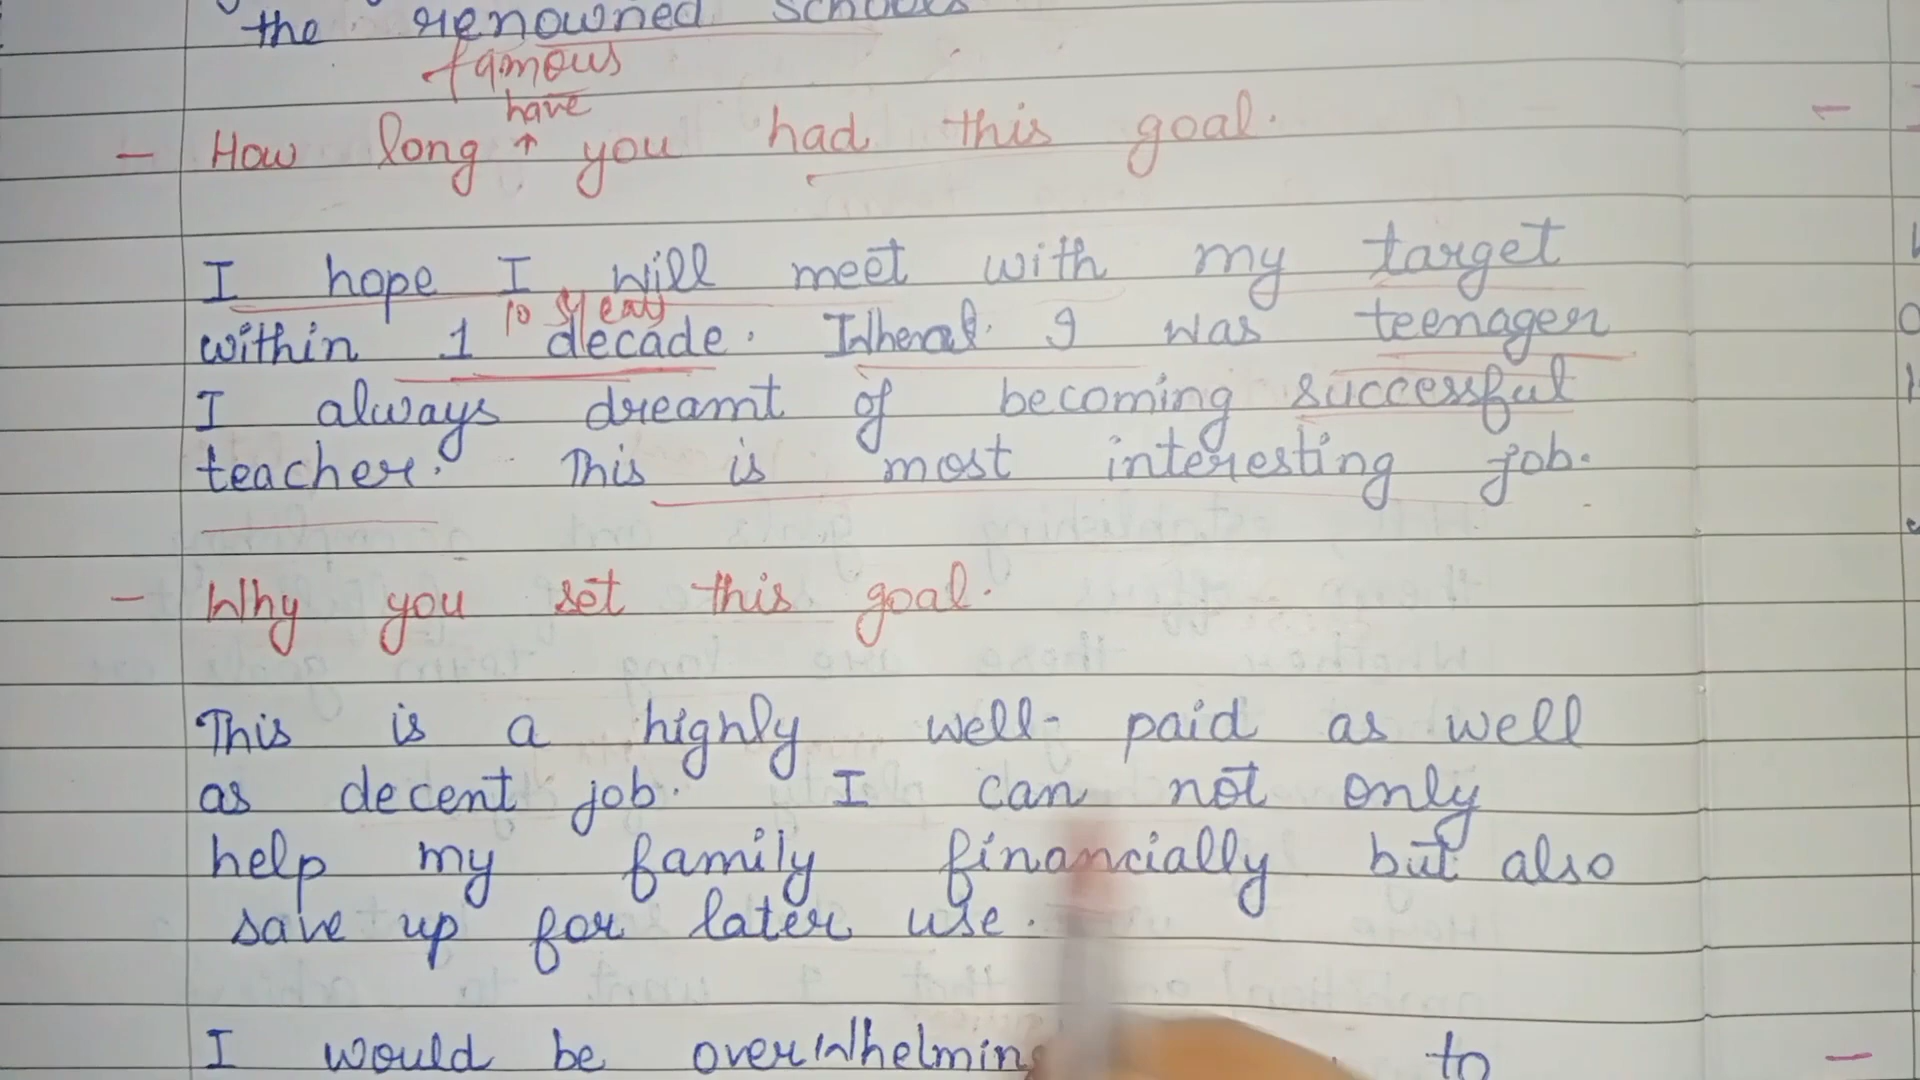 the renowned schools
famous
have
- How long ↑ you had this goal.
I hope I will meet with my target
10 years
within 1 decade. I was teenager
I always dreamt of becoming successful
teacher. This is most interesting job.
- Why you set this goal.
This is a highly well-paid as well
as decent job. I can not only
help my family financially but also
save up for later use.
I would be overwhelming to